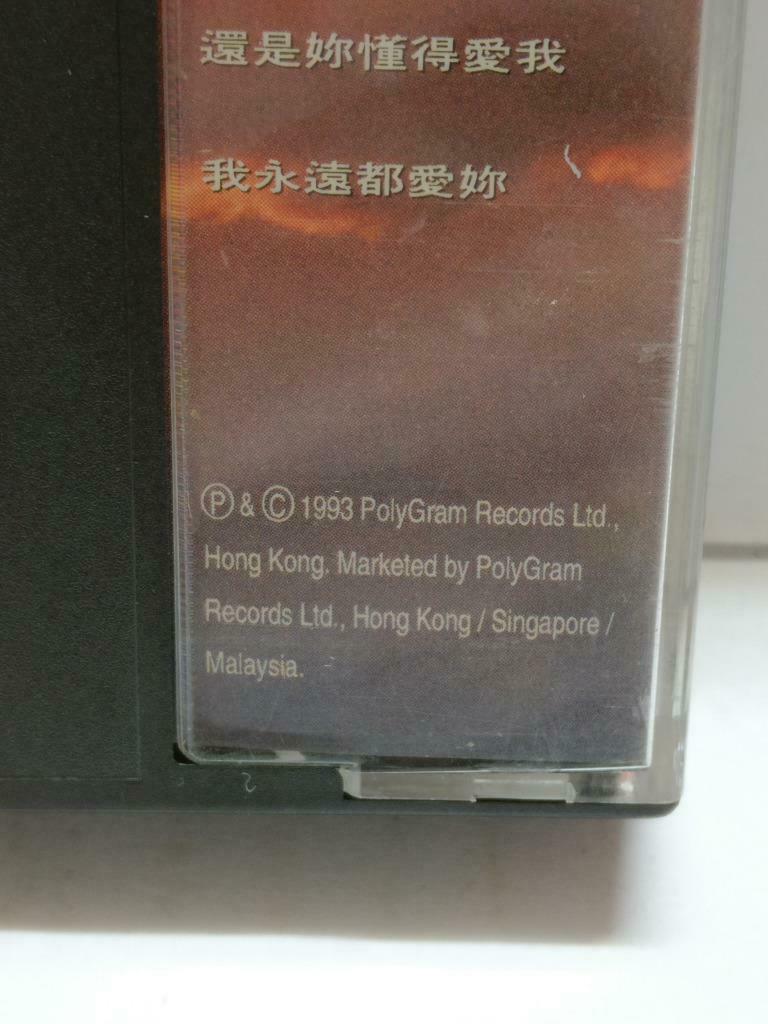 還是妳懂得愛我
我永遠都愛妳
Ⓟ & Ⓒ 1993 PolyGram Records Ltd.,
Hong Kong. Marketed by PolyGram
Records Ltd., Hong Kong / Singapore /
Malaysia.
2